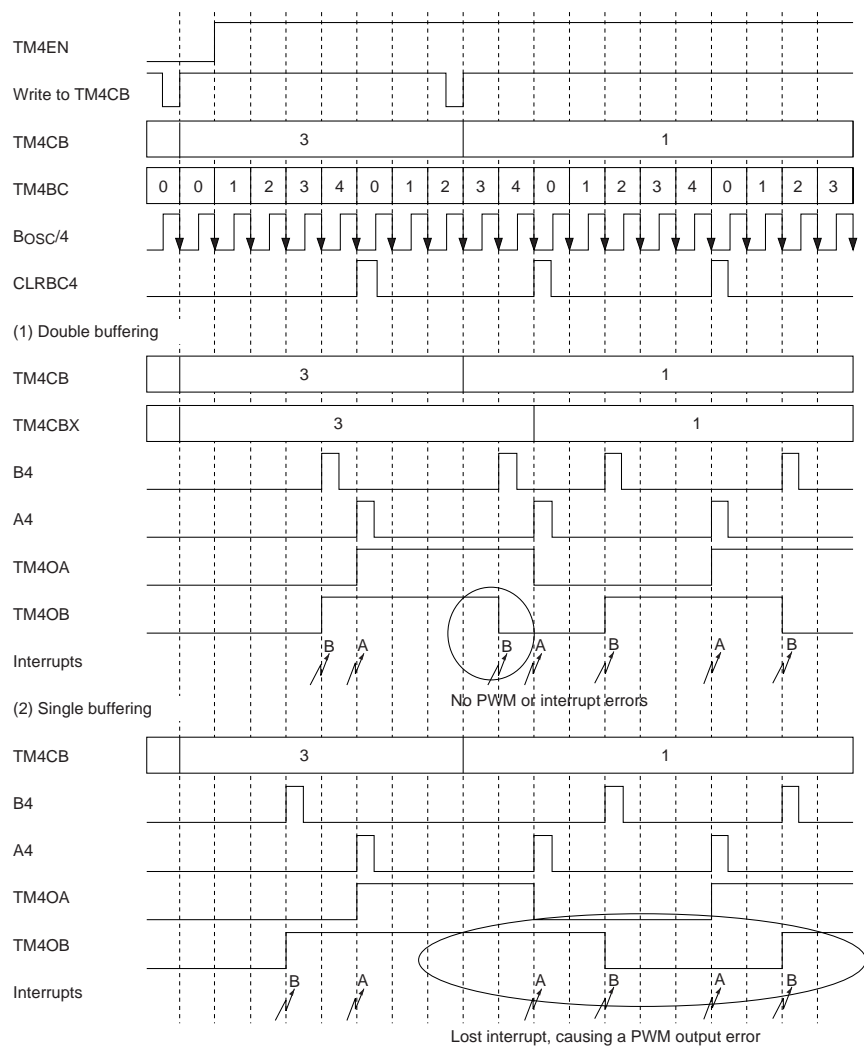 TM4EN
Write to TM4CB
TM4CB 3 1
TM4BC 0 0 1 2 3 4 0 1 2 3 4 0 1 2 3 4 0 1 2 3
BOSC/4
CLRBC4
(1) Double buffering
TM4CB 3 1
TM4CBX 3 1
B4
A4
TM4OA
TM4OB
Interrupts B A B A B A B
No PWM or interrupt errors
(2) Single buffering
TM4CB 3 1
B4
A4
TM4OA
TM4OB
Interrupts B A A B A B
Lost interrupt, causing a PWM output error